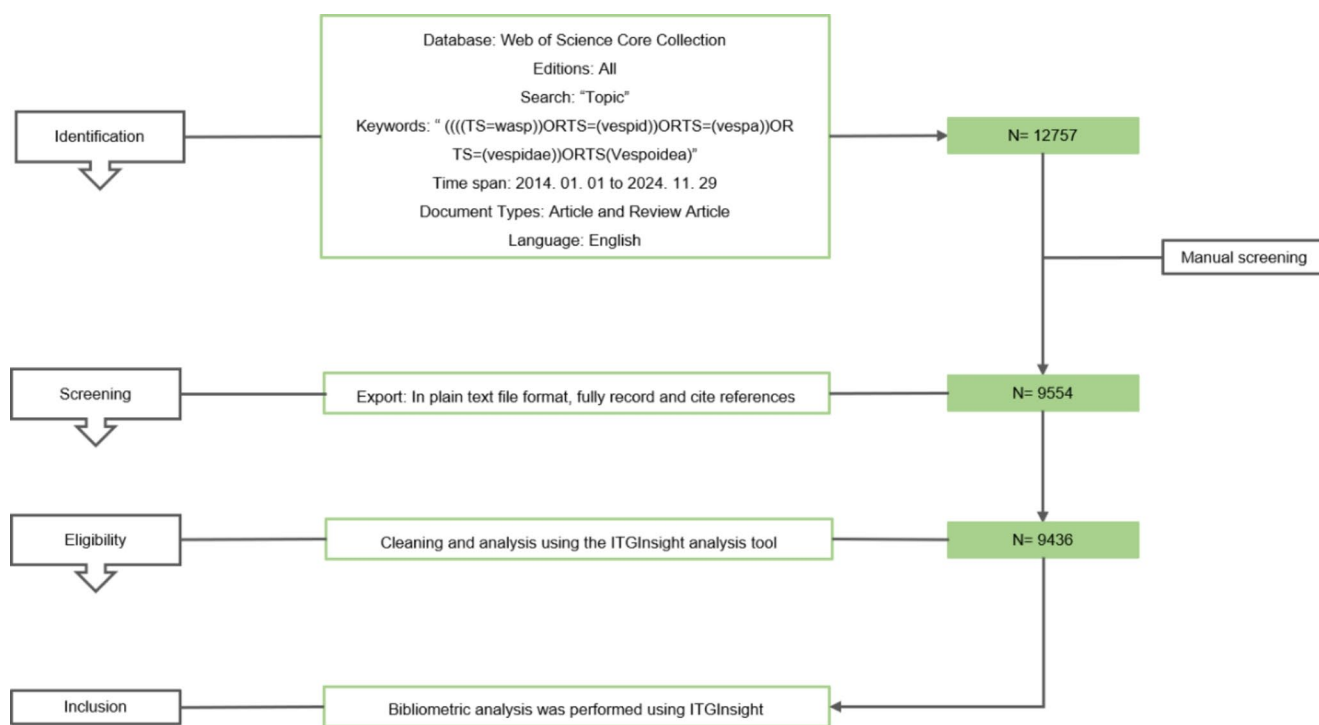 Database: Web of Science Core Collection
Editions: All
Search: “Topic”
Keywords: “ ((((TS=wasp))ORTS=(vespid))ORTS=(vespa))OR
TS=(vespidae))ORTS(Vespoidea)”
Time span: 2014. 01. 01 to 2024. 11. 29
Document Types: Article and Review Article
Language: English
Identification
N= 12757
Manual screening
Screening
Export: In plain text file format, fully record and cite references
N= 9554
Eligibility
Cleaning and analysis using the ITGInsight analysis tool
N= 9436
Inclusion
Bibliometric analysis was performed using ITGInsight